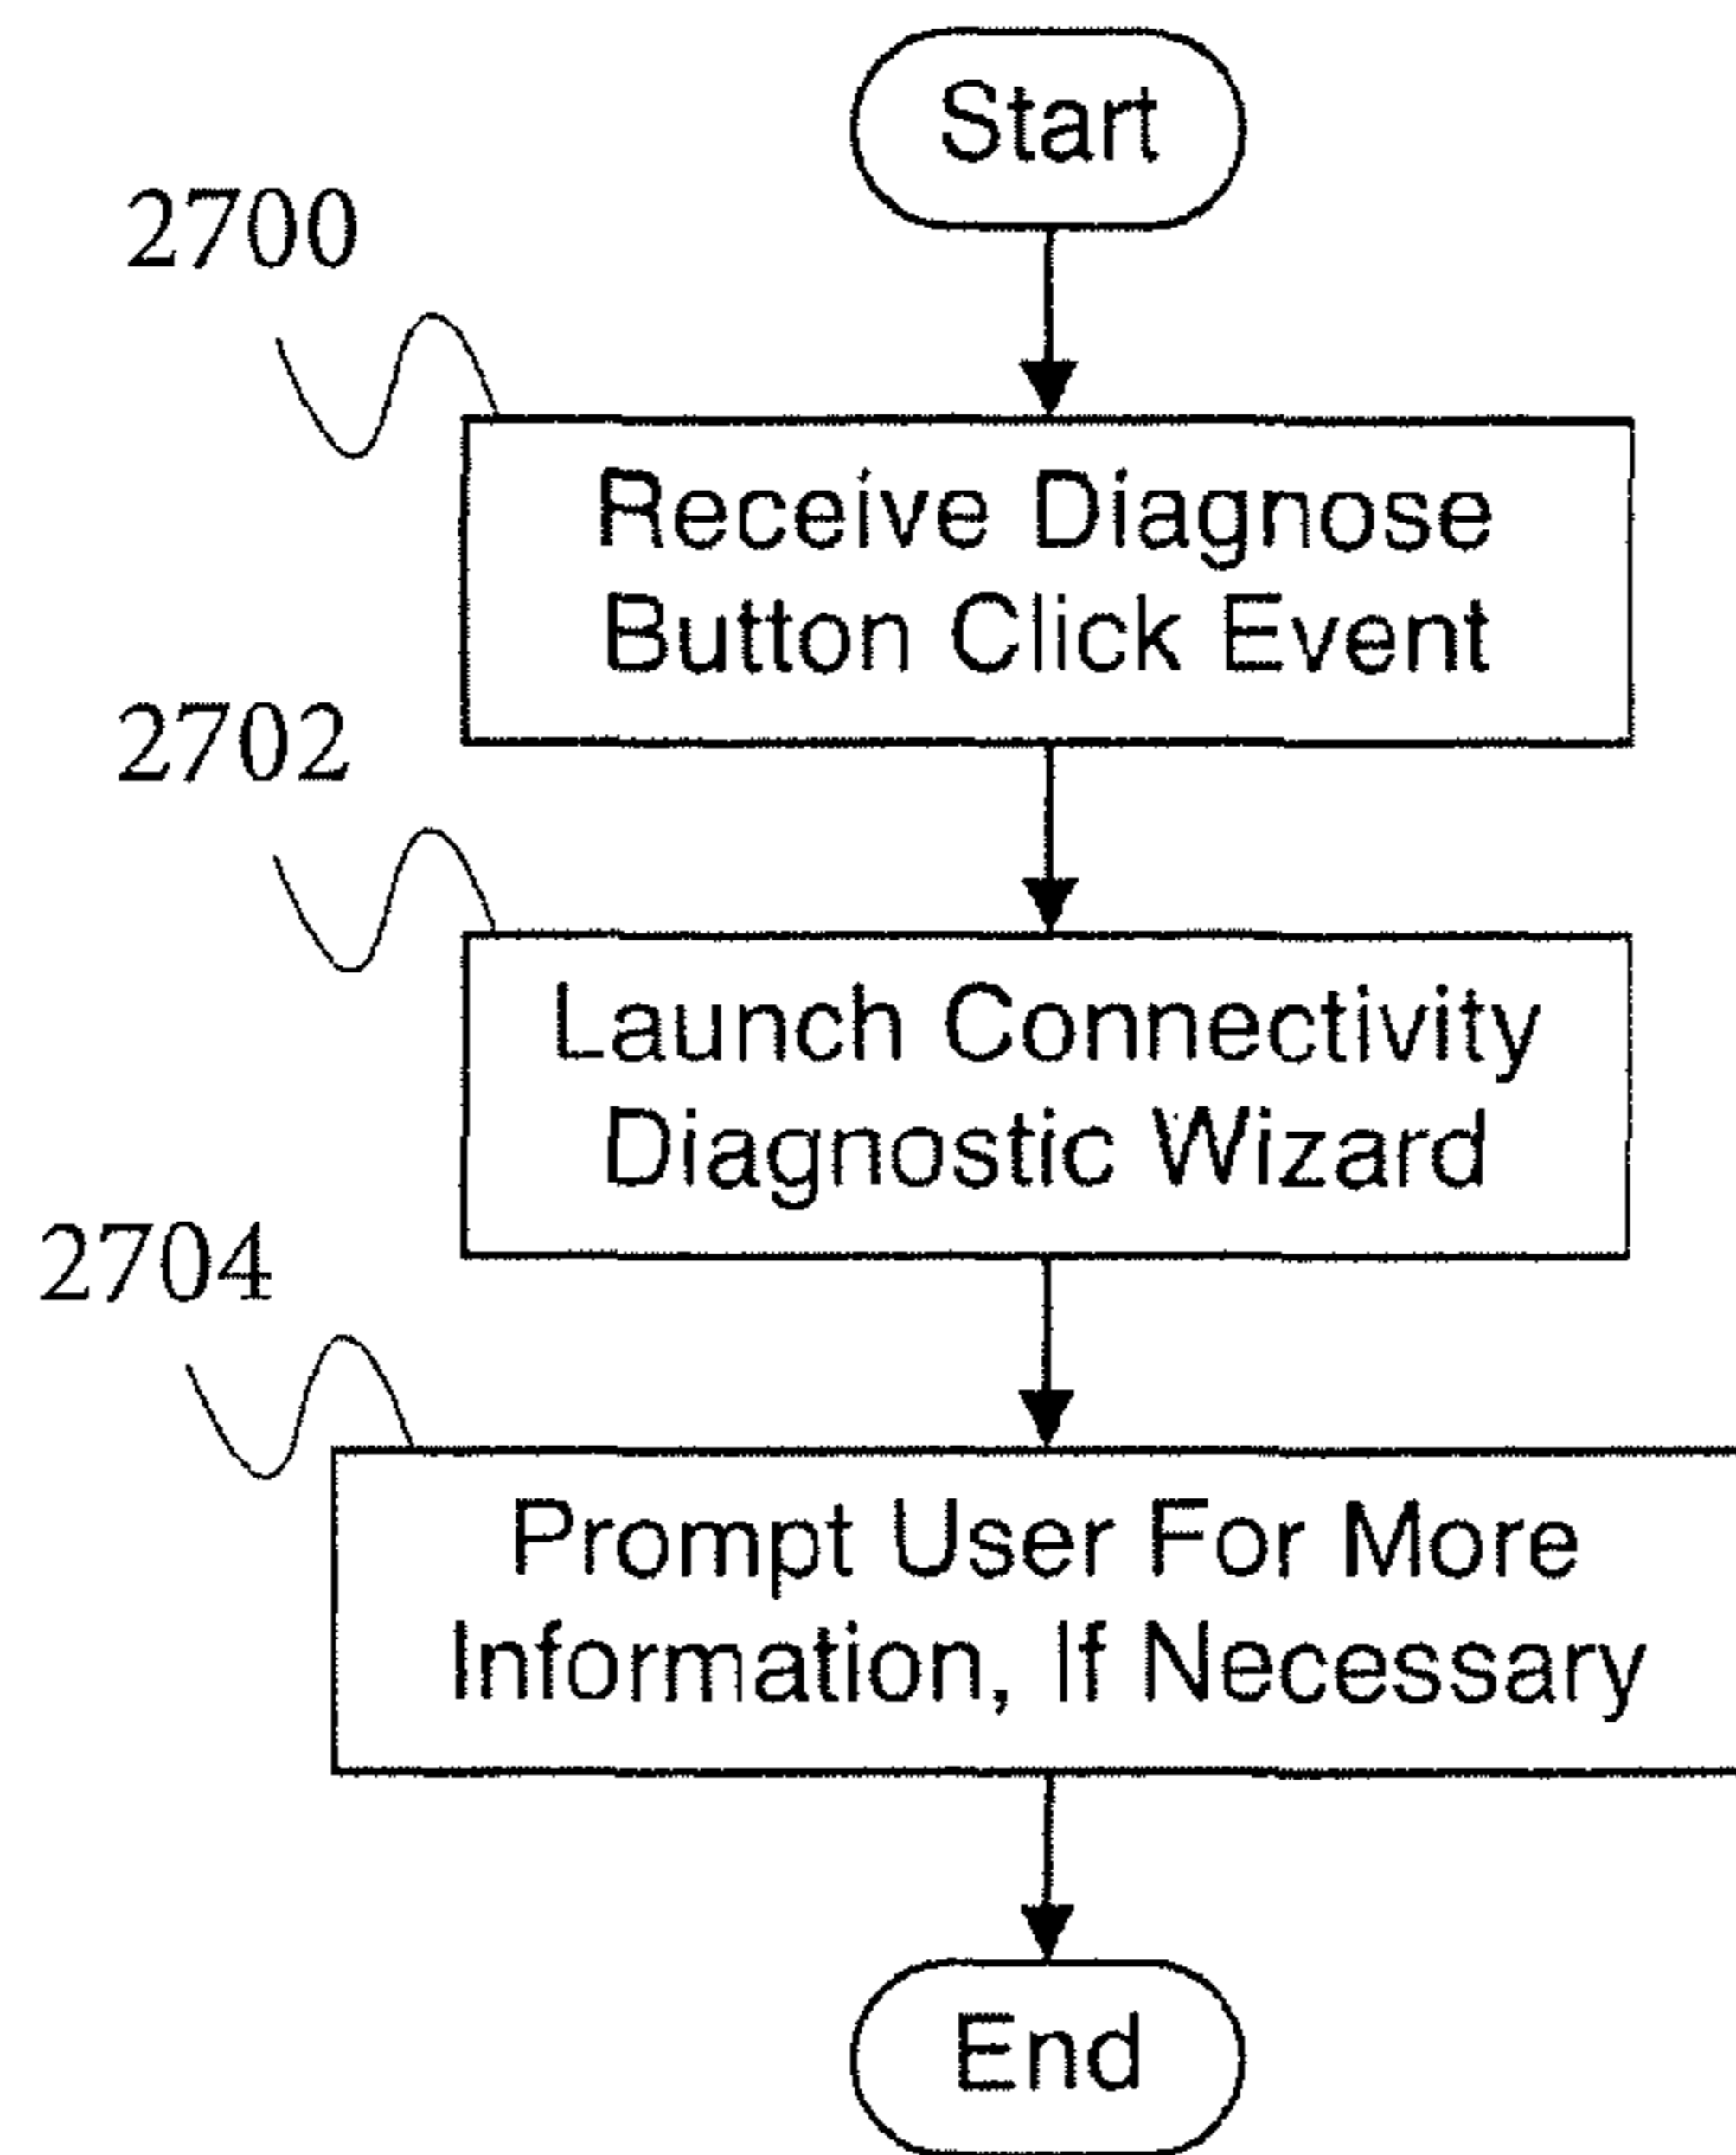 Start
2700
Receive Diagnose
Button Click Event
2702
Launch Connectivity
Diagnostic Wizard
2704
Prompt User For More
Information, If Necessary
End